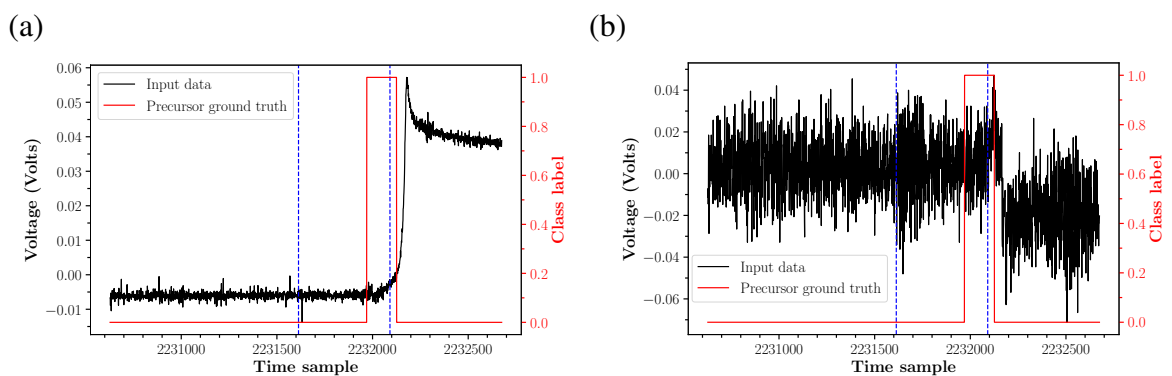 (a)
0.06
0.05
0.04
0.03
0.02
0.01
0.00
−0.01
Voltage (Volts)
Input data
Precursor ground truth
1.0
0.8
0.6
0.4
0.2
0.0
Class label
2231000
2231500
2232000
2232500
Time sample
(b)
0.04
0.02
0.00
−0.02
−0.04
−0.06
Voltage (Volts)
Input data
Precursor ground truth
1.0
0.8
0.6
0.4
0.2
0.0
Class label
2231000
2231500
2232000
2232500
Time sample